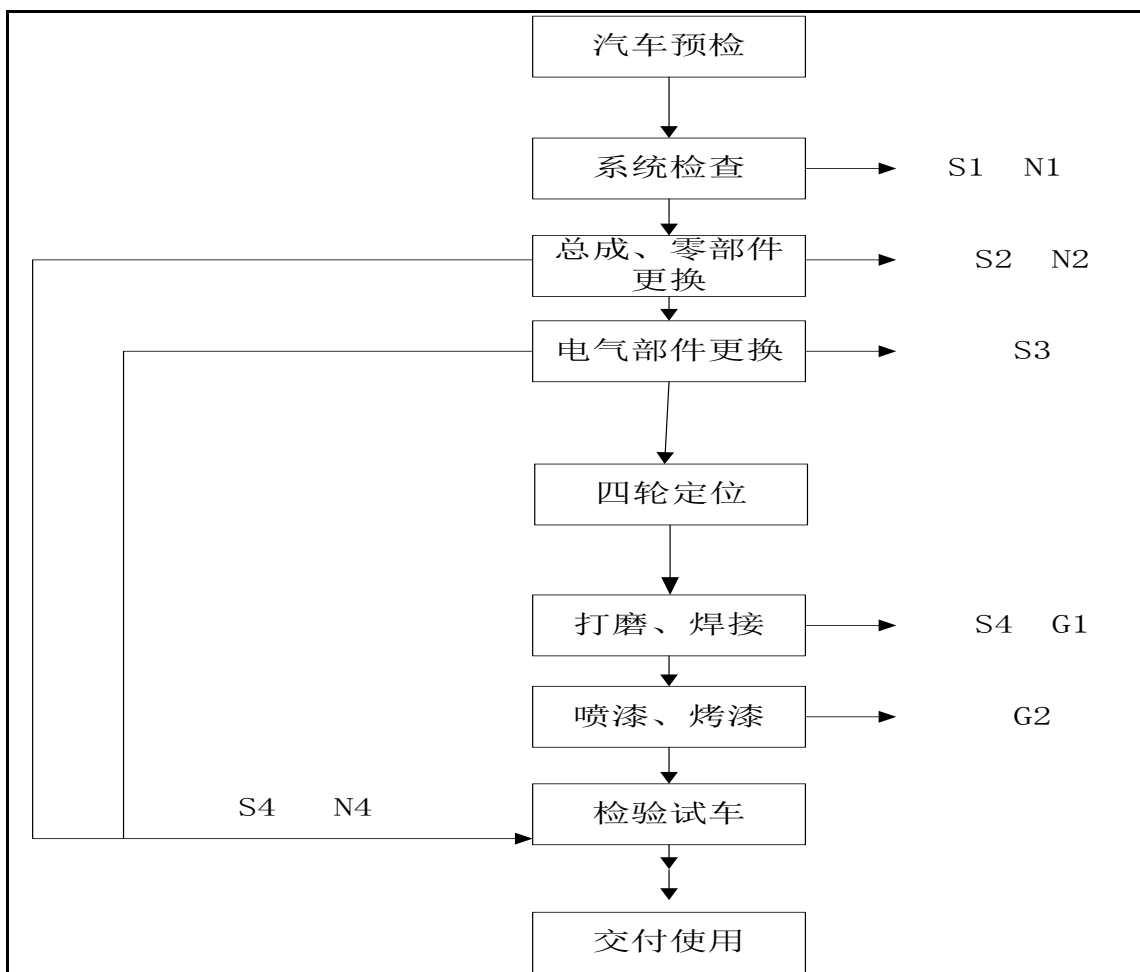 汽车预检
系统检查
S1 N1
总成、零部件
更换
S2 N2
电气部件更换
S3
四轮定位
打磨、焊接
S4 G1
喷漆、烤漆
G2
S4 N4
检验试车
交付使用